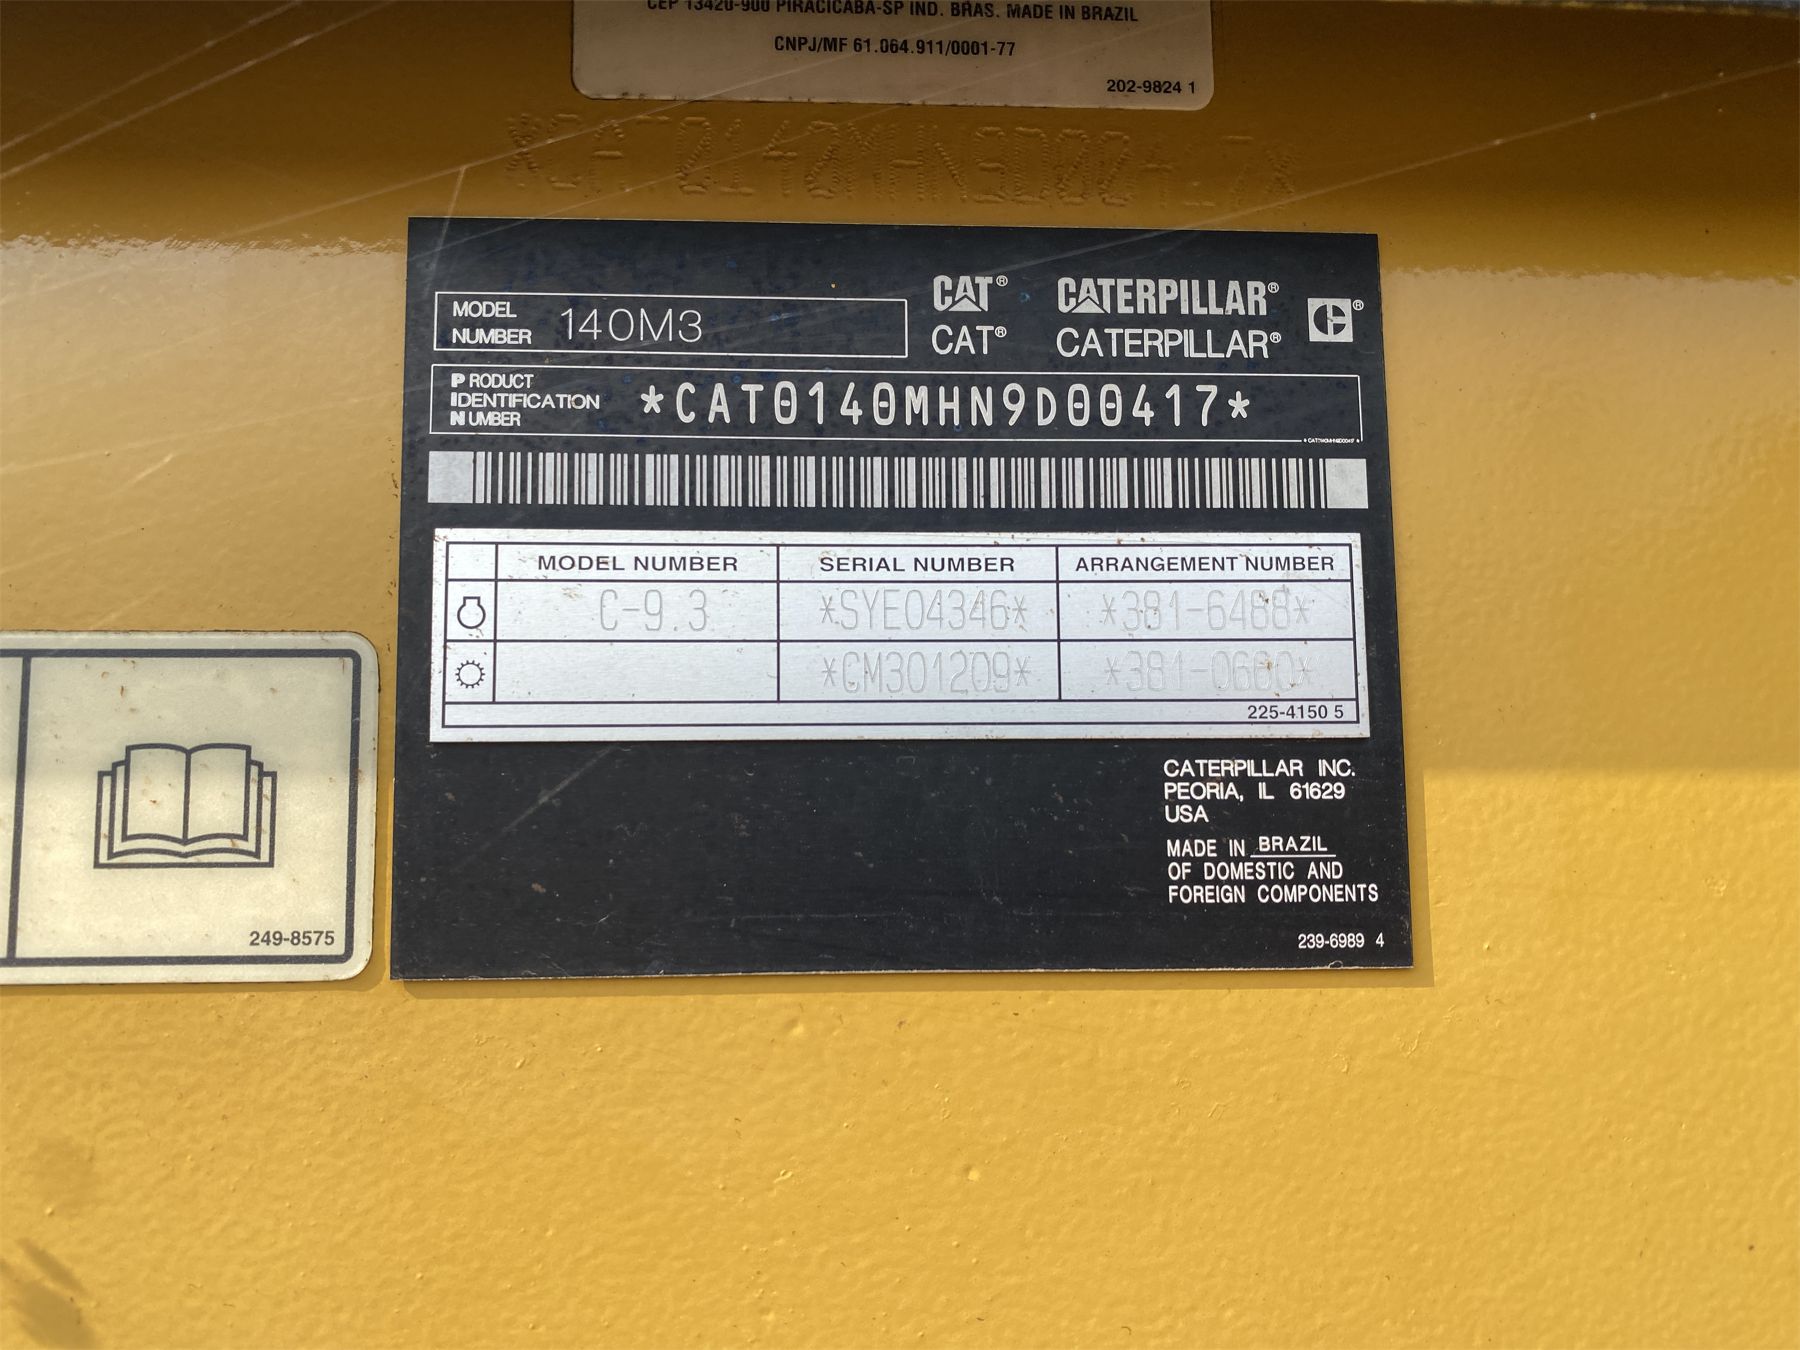 CEP 13420-900 PIRACICABA-SP IND. BRAS. MADE IN BRAZIL
CNPJ/MF 61.064.911/0001-77
202-9824 1
*CAT0140MHN9D00417*
MODEL NUMBER 140M3
CAT® CATERPILLAR®
CAT® CATERPILLAR®
®
PRODUCT IDENTIFICATION NUMBER *CAT0140MHN9D00417*
*CAT0140MHN9D00417*
MODEL NUMBER SERIAL NUMBER ARRANGEMENT NUMBER
C-9.3 *SYE04346* *381-6488*
*CM301209* *381-0660*
225-4150 5
CATERPILLAR INC.
PEORIA, IL 61629
USA
MADE IN BRAZIL
OF DOMESTIC AND
FOREIGN COMPONENTS
239-6989 4
249-8575